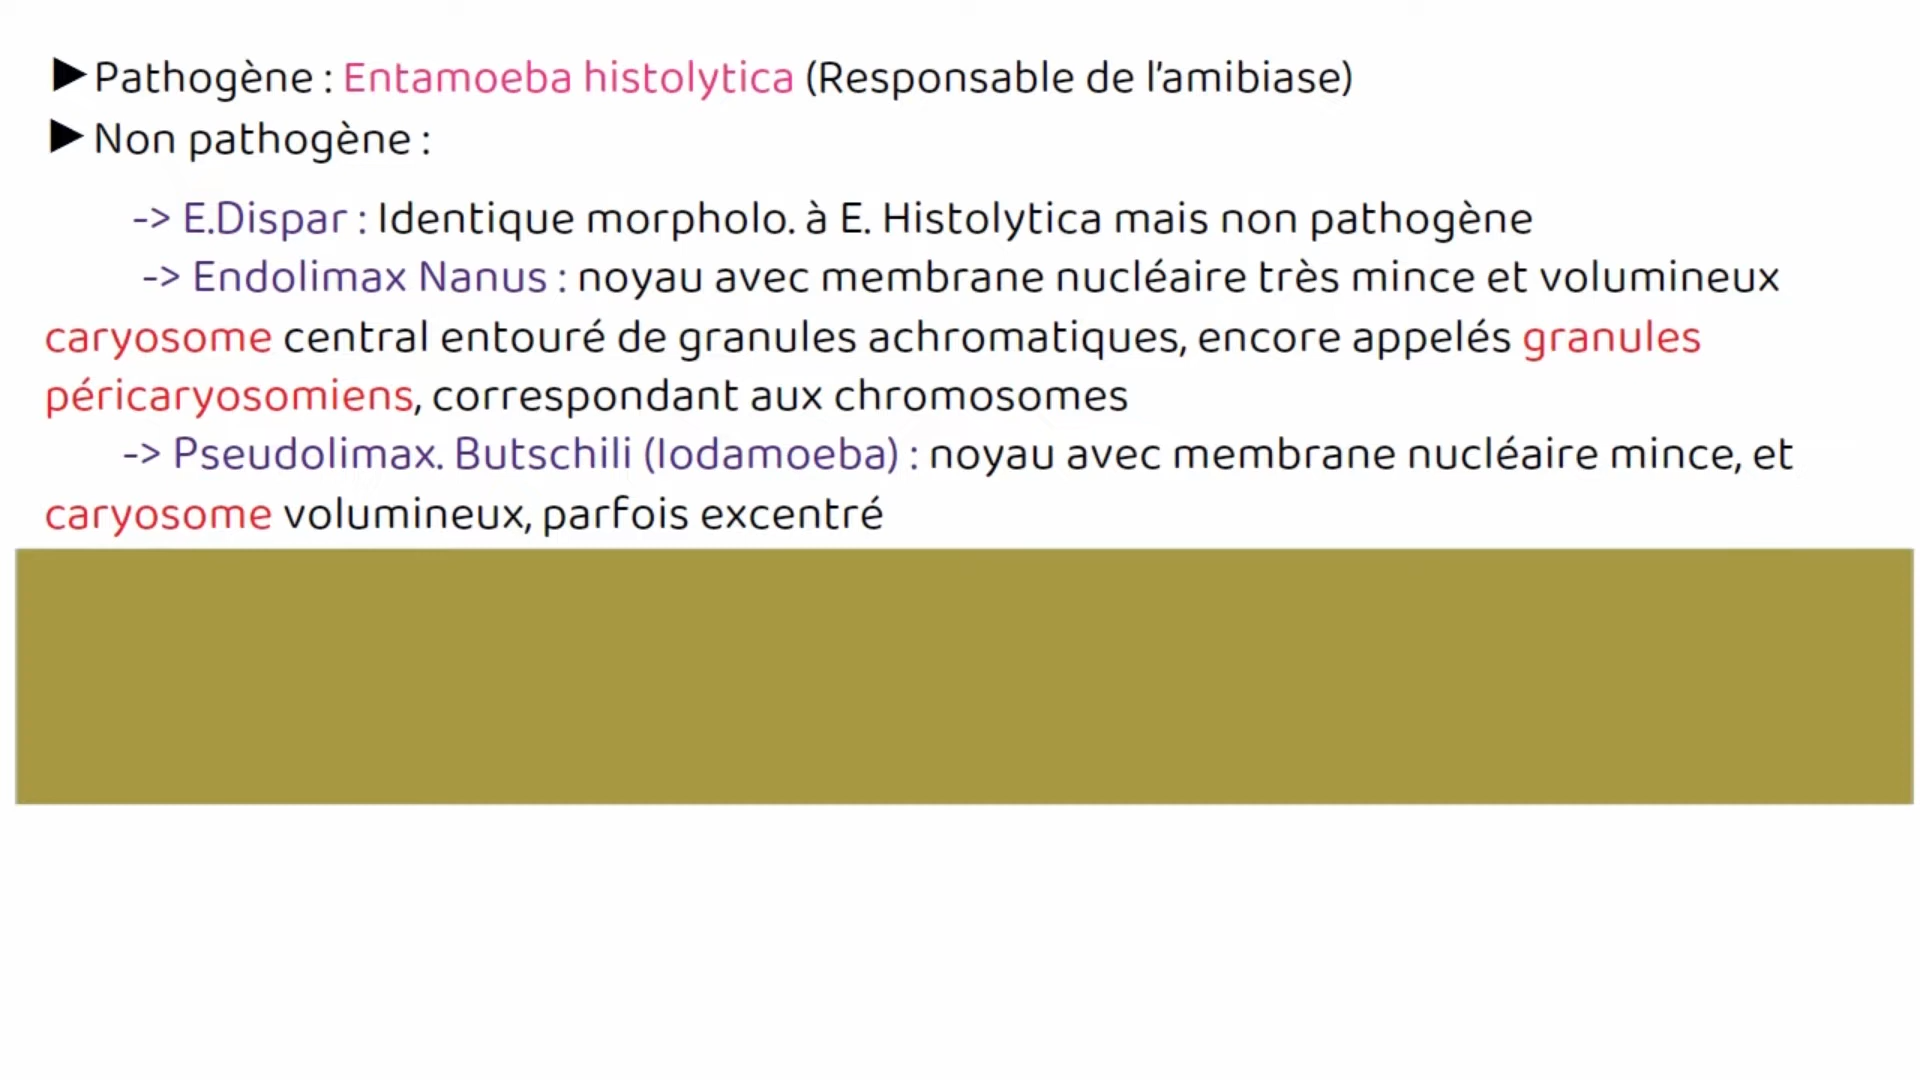 ►Pathogène : Entamoeba histolytica (Responsable de l'amibiase)
►Non pathogène :
-> E.Dispar : Identique morpholo. à E. Histolytica mais non pathogène
-> Endolimax Nanus : noyau avec membrane nucléaire très mince et volumineux
caryosome central entouré de granules achromatiques, encore appelés granules
péricaryosomiens, correspondant aux chromosomes
-> Pseudolimax. Butschili (Iodamoeba) : noyau avec membrane nucléaire mince, et
caryosome volumineux, parfois excentré